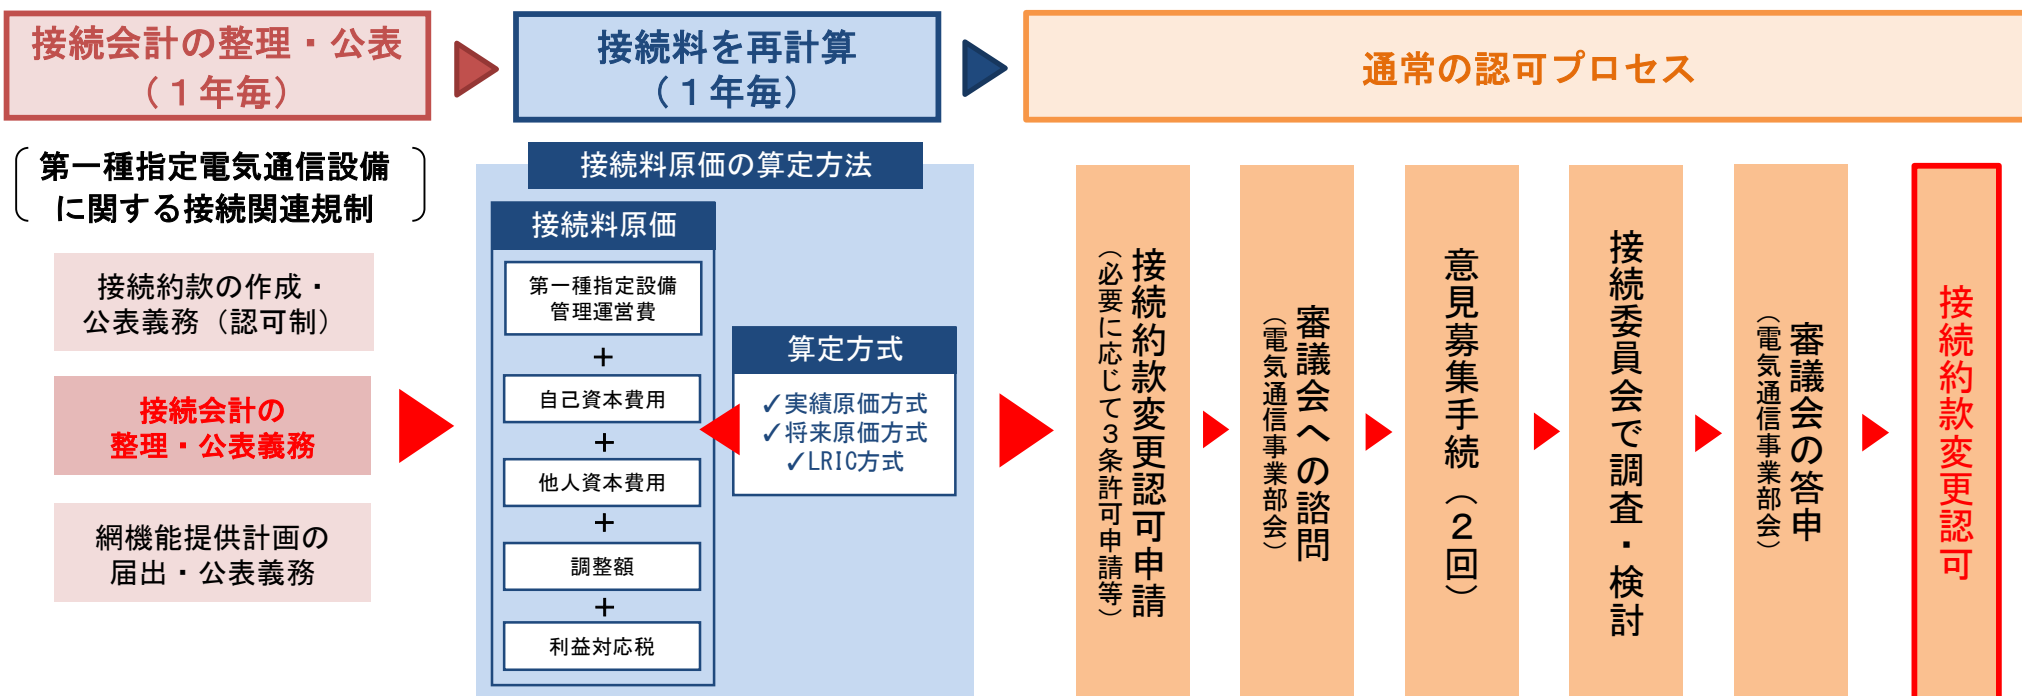 接続会計の整理・公表
（１年毎）
接続料を再計算
（１年毎）
通常の認可プロセス
第一種指定電気通信設備
に関する接続関連規制
接続約款の作成・
公表義務（認可制）
接続会計の
整理・公表義務
網機能提供計画の
届出・公表義務
接続料原価の算定方法
接続料原価
第一種指定設備
管理運営費
+
自己資本費用
+
他人資本費用
+
調整額
+
利益対応税
算定方式
✓実績原価方式
✓将来原価方式
✓LRIC方式
接続約款変更認可申請
（必要に応じて３条許可申請等）
審議会への諮問
（電気通信事業部会）
意見募集手続（２回）
接続委員会で調査・検討
審議会の答申
（電気通信事業部会）
接続約款変更認可